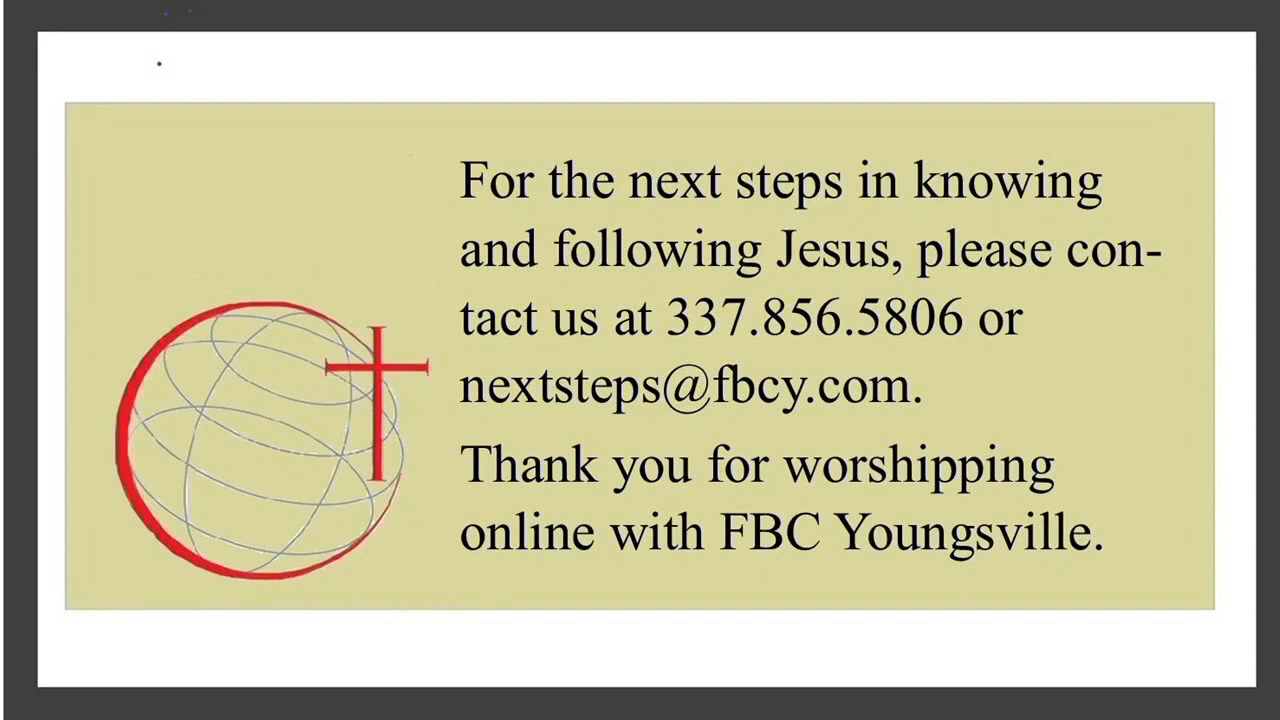 For the next steps in knowing
and following Jesus, please con-
tact us at 337.856.5806 or
nextsteps@fbcy.com.
Thank you for worshipping
online with FBC Youngsville.